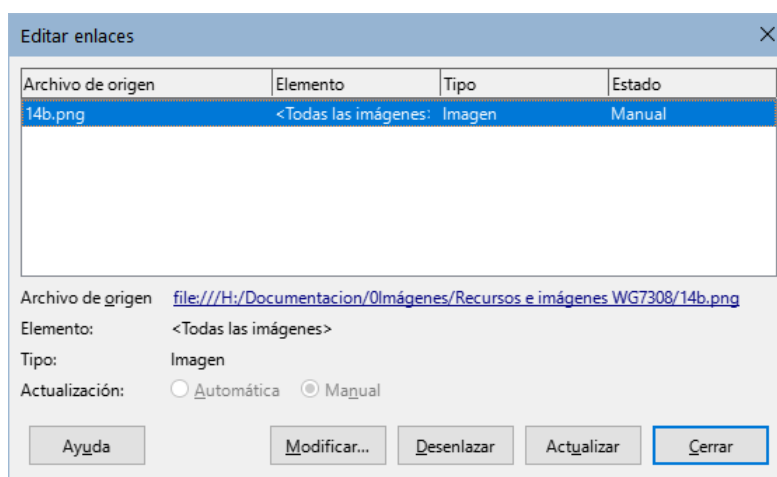 Editar enlaces
Archivo de origen Elemento Tipo Estado
14b.png <Todas las imágenes: Imagen Manual
Archivo de origen file:///H:/Documentacion/0Imágenes/Recursos e imágenes WG7308/14b.png
Elemento: <Todas las imágenes>
Tipo: Imagen
Actualización: Automática Manual
Ayuda Modificar... Desenlazar Actualizar Cerrar